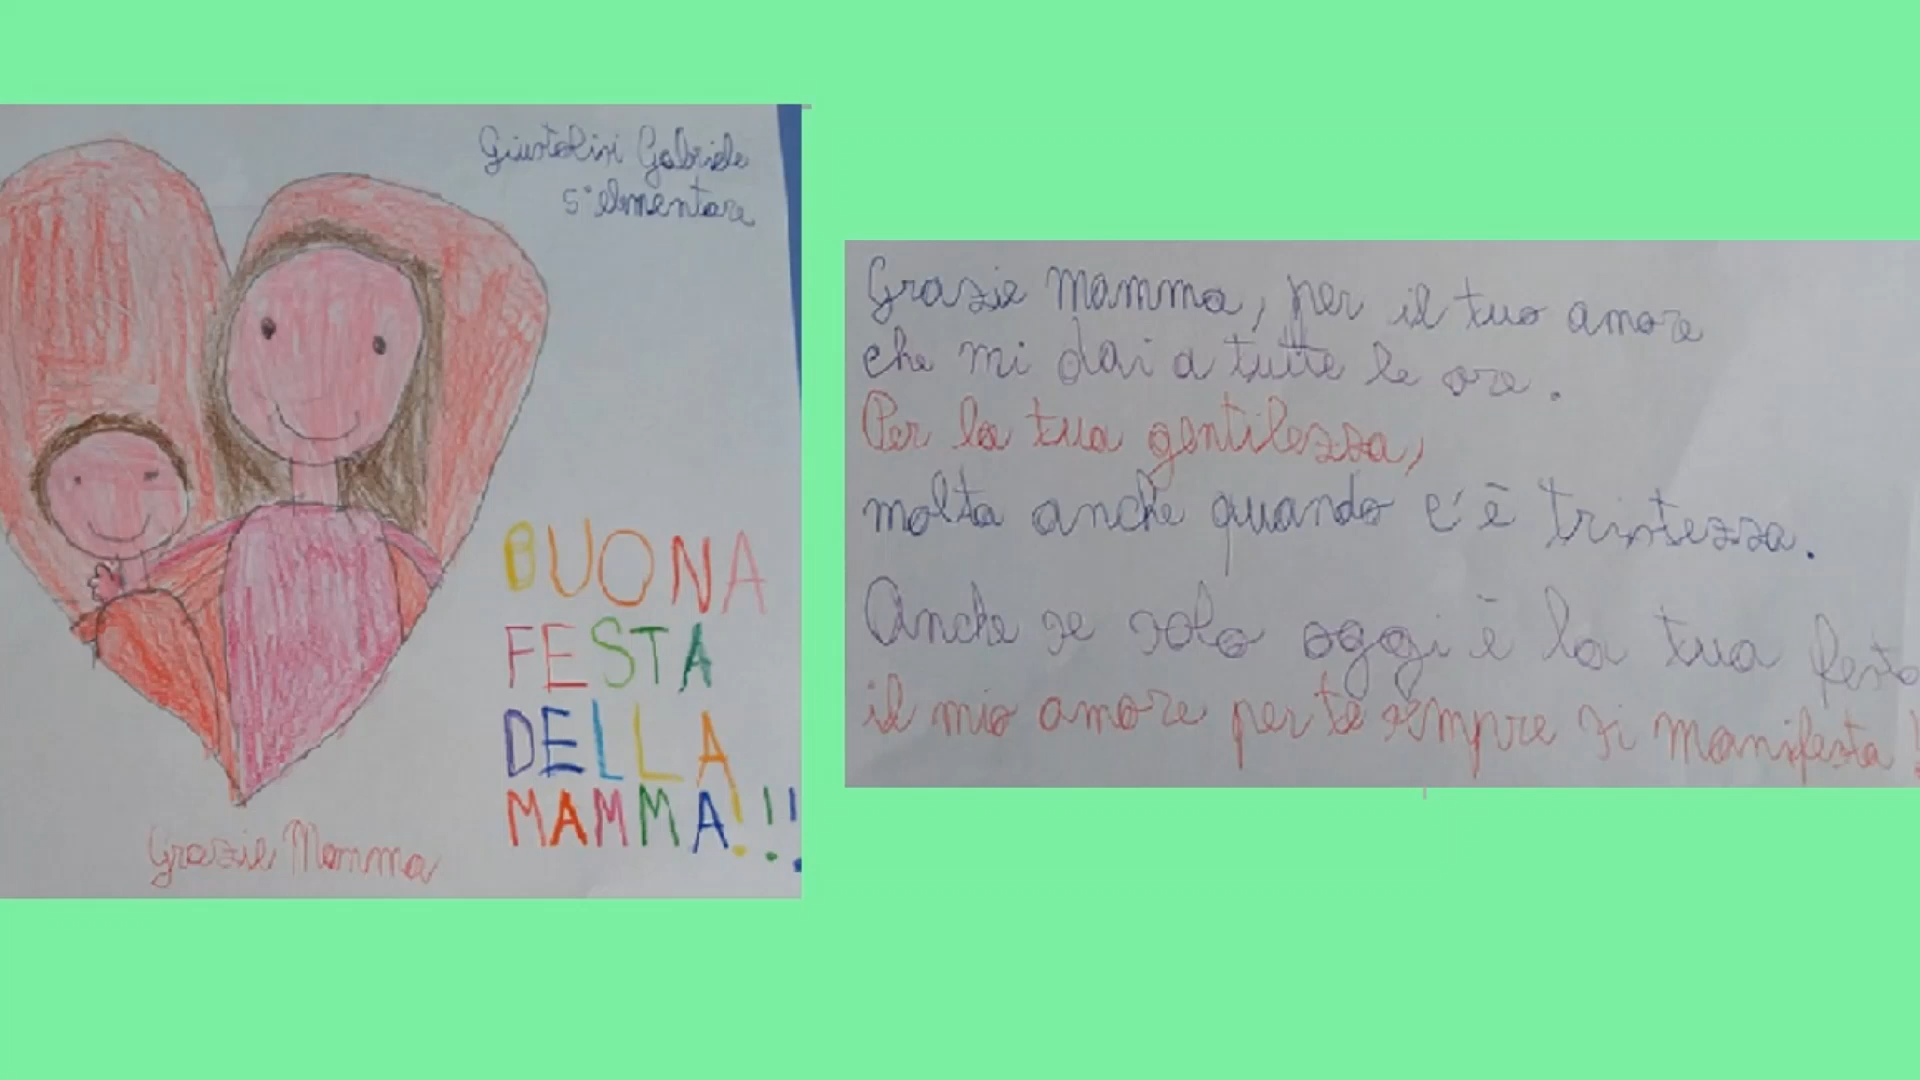 Giustolisi Gabriele
5° elementare
BUONA
FESTA
DELLA
MAMMA!!!
Grazie Mamma
Grazie Mamma, per il tuo amore
che mi dai a tutte le ore.
Per la tua gentilezza,
molta anche quando c'è tristezza.
Anche se solo oggi è la tua festa
il mio amore per te sempre si manifesta!